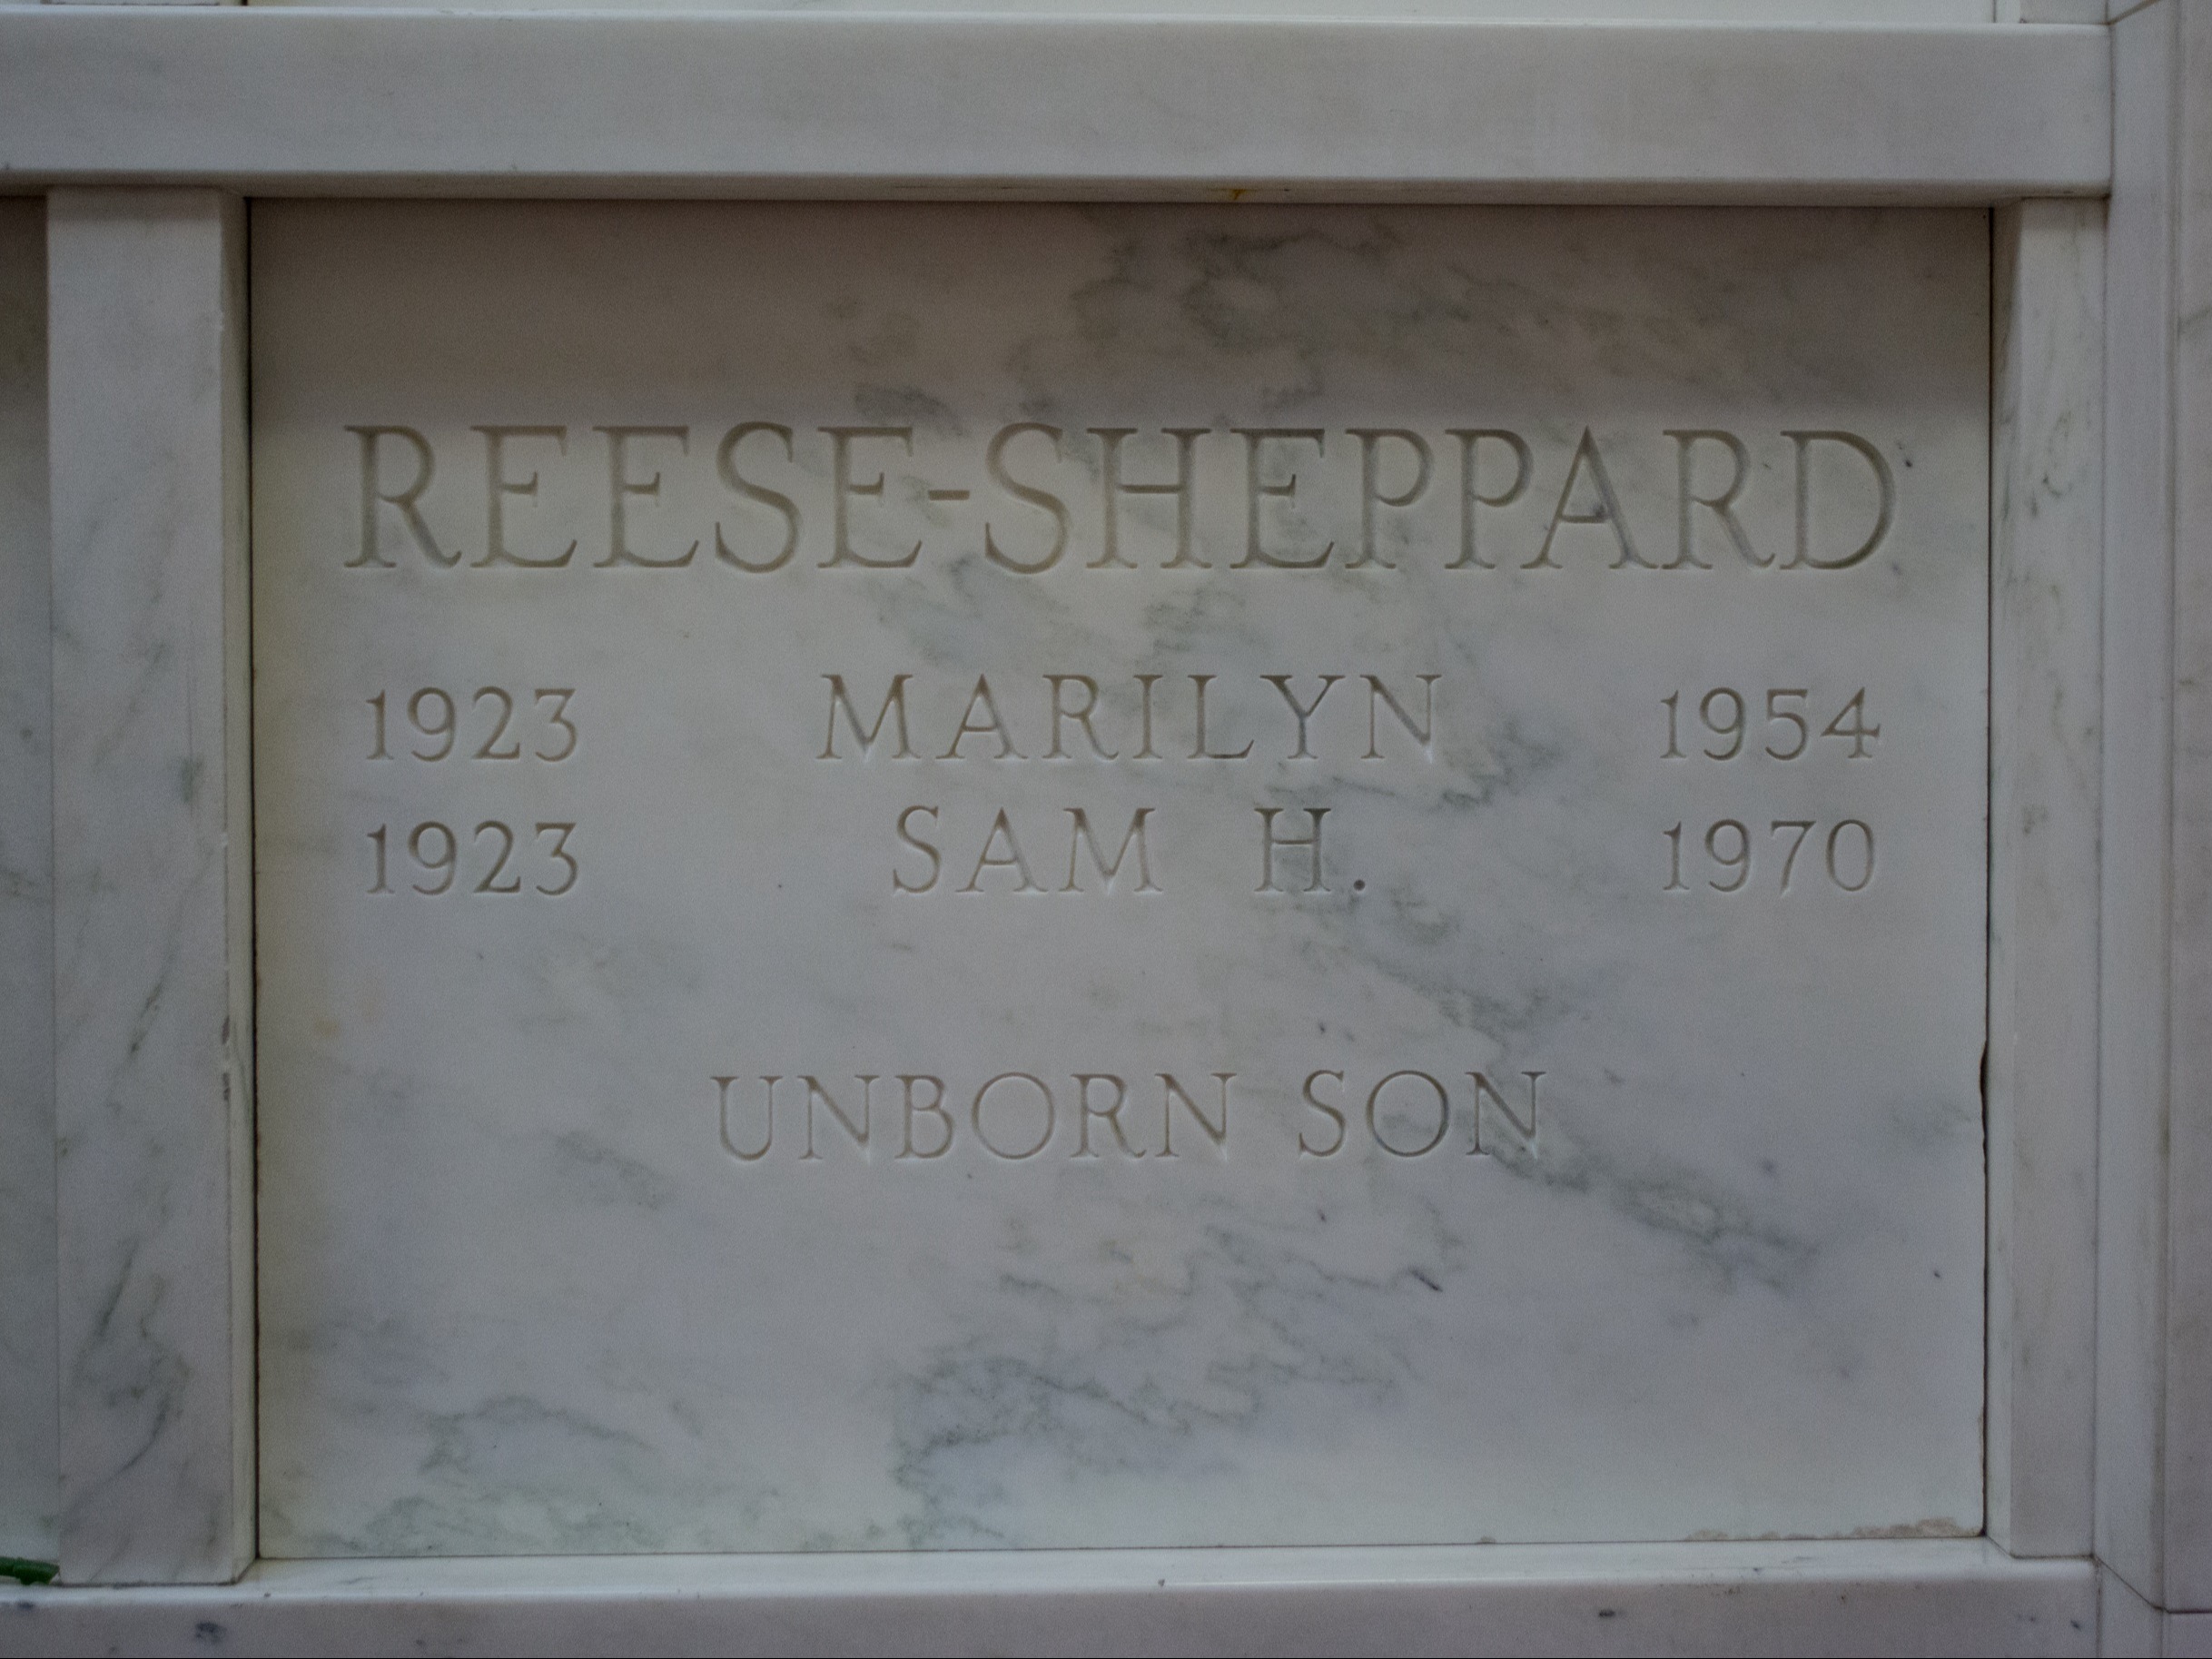 REESE-SHEPPARD
1923 MARILYN 1954
1923 SAM H. 1970
UNBORN SON